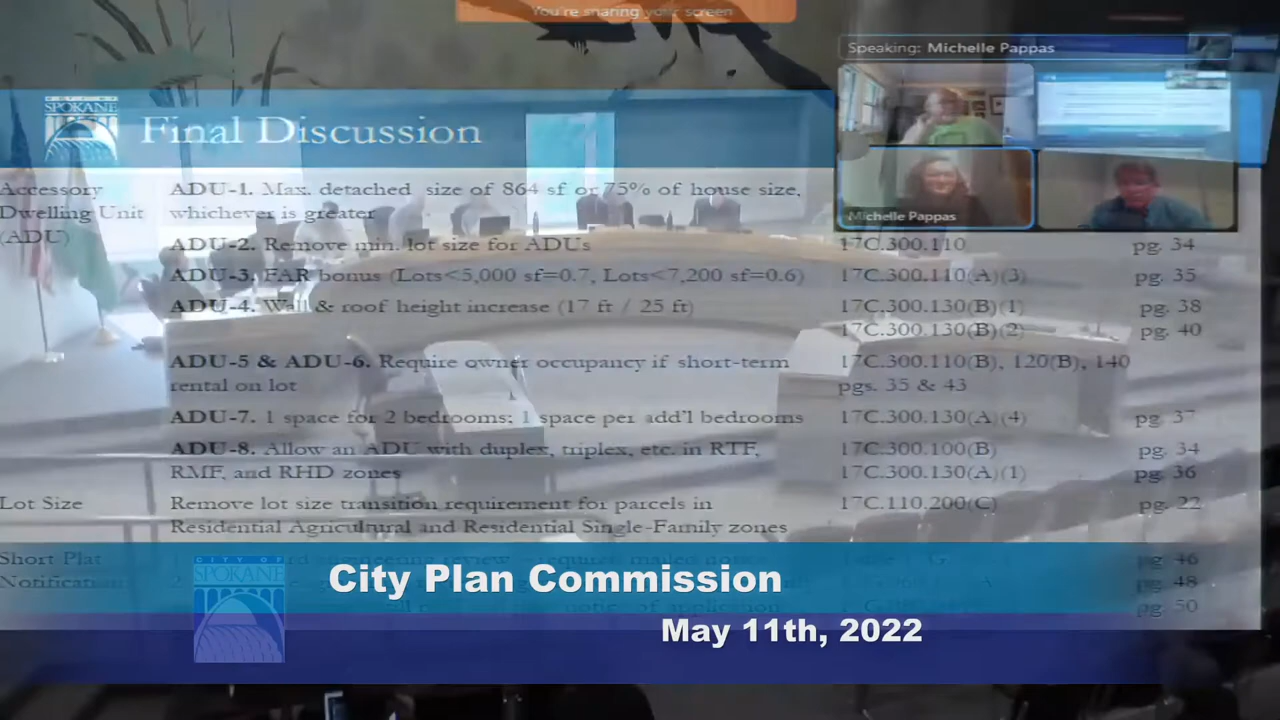 You're sharing your screen
Speaking: Michelle Pappas
CITY OF
SPOKANE
Final Discussion
Michelle Pappas
Accessory
Dwelling Unit
(ADU)
ADU-1. Max. detached size of 864 sf or 75% of house size,
whichever is greater
ADU-2. Remove min. lot size for ADUs 17C.300.110 pg. 34
ADU-3. FAR bonus (Lots<5,000 sf=0.7, Lots<7,200 sf=0.6) 17C.300.110(A)(3) pg. 35
ADU-4. Wall & roof height increase (17 ft / 25 ft) 17C.300.130(B)(1) pg. 38
17C.300.130(B)(2) pg. 40
ADU-5 & ADU-6. Require owner occupancy if short-term 17C.300.110(B), 120(B), 140
rental on lot pgs. 35 & 43
ADU-7. 1 space for 2 bedrooms; 1 space per add'l bedrooms 17C.300.130(A)(4) pg. 37
ADU-8. Allow an ADU with duplex, triplex, etc. in RTF, 17C.300.100(B) pg. 34
RMF, and RHD zones 17C.300.130(A)(1) pg. 36
Lot Size Remove lot size transition requirement for parcels in 17C.110.200(C) pg. 22
Residential Agricultural and Residential Single-Family zones
Short Plat pg. 46
pg. 48
of application pg. 50
CITY OF
SPOKANE
City Plan Commission
May 11th, 2022